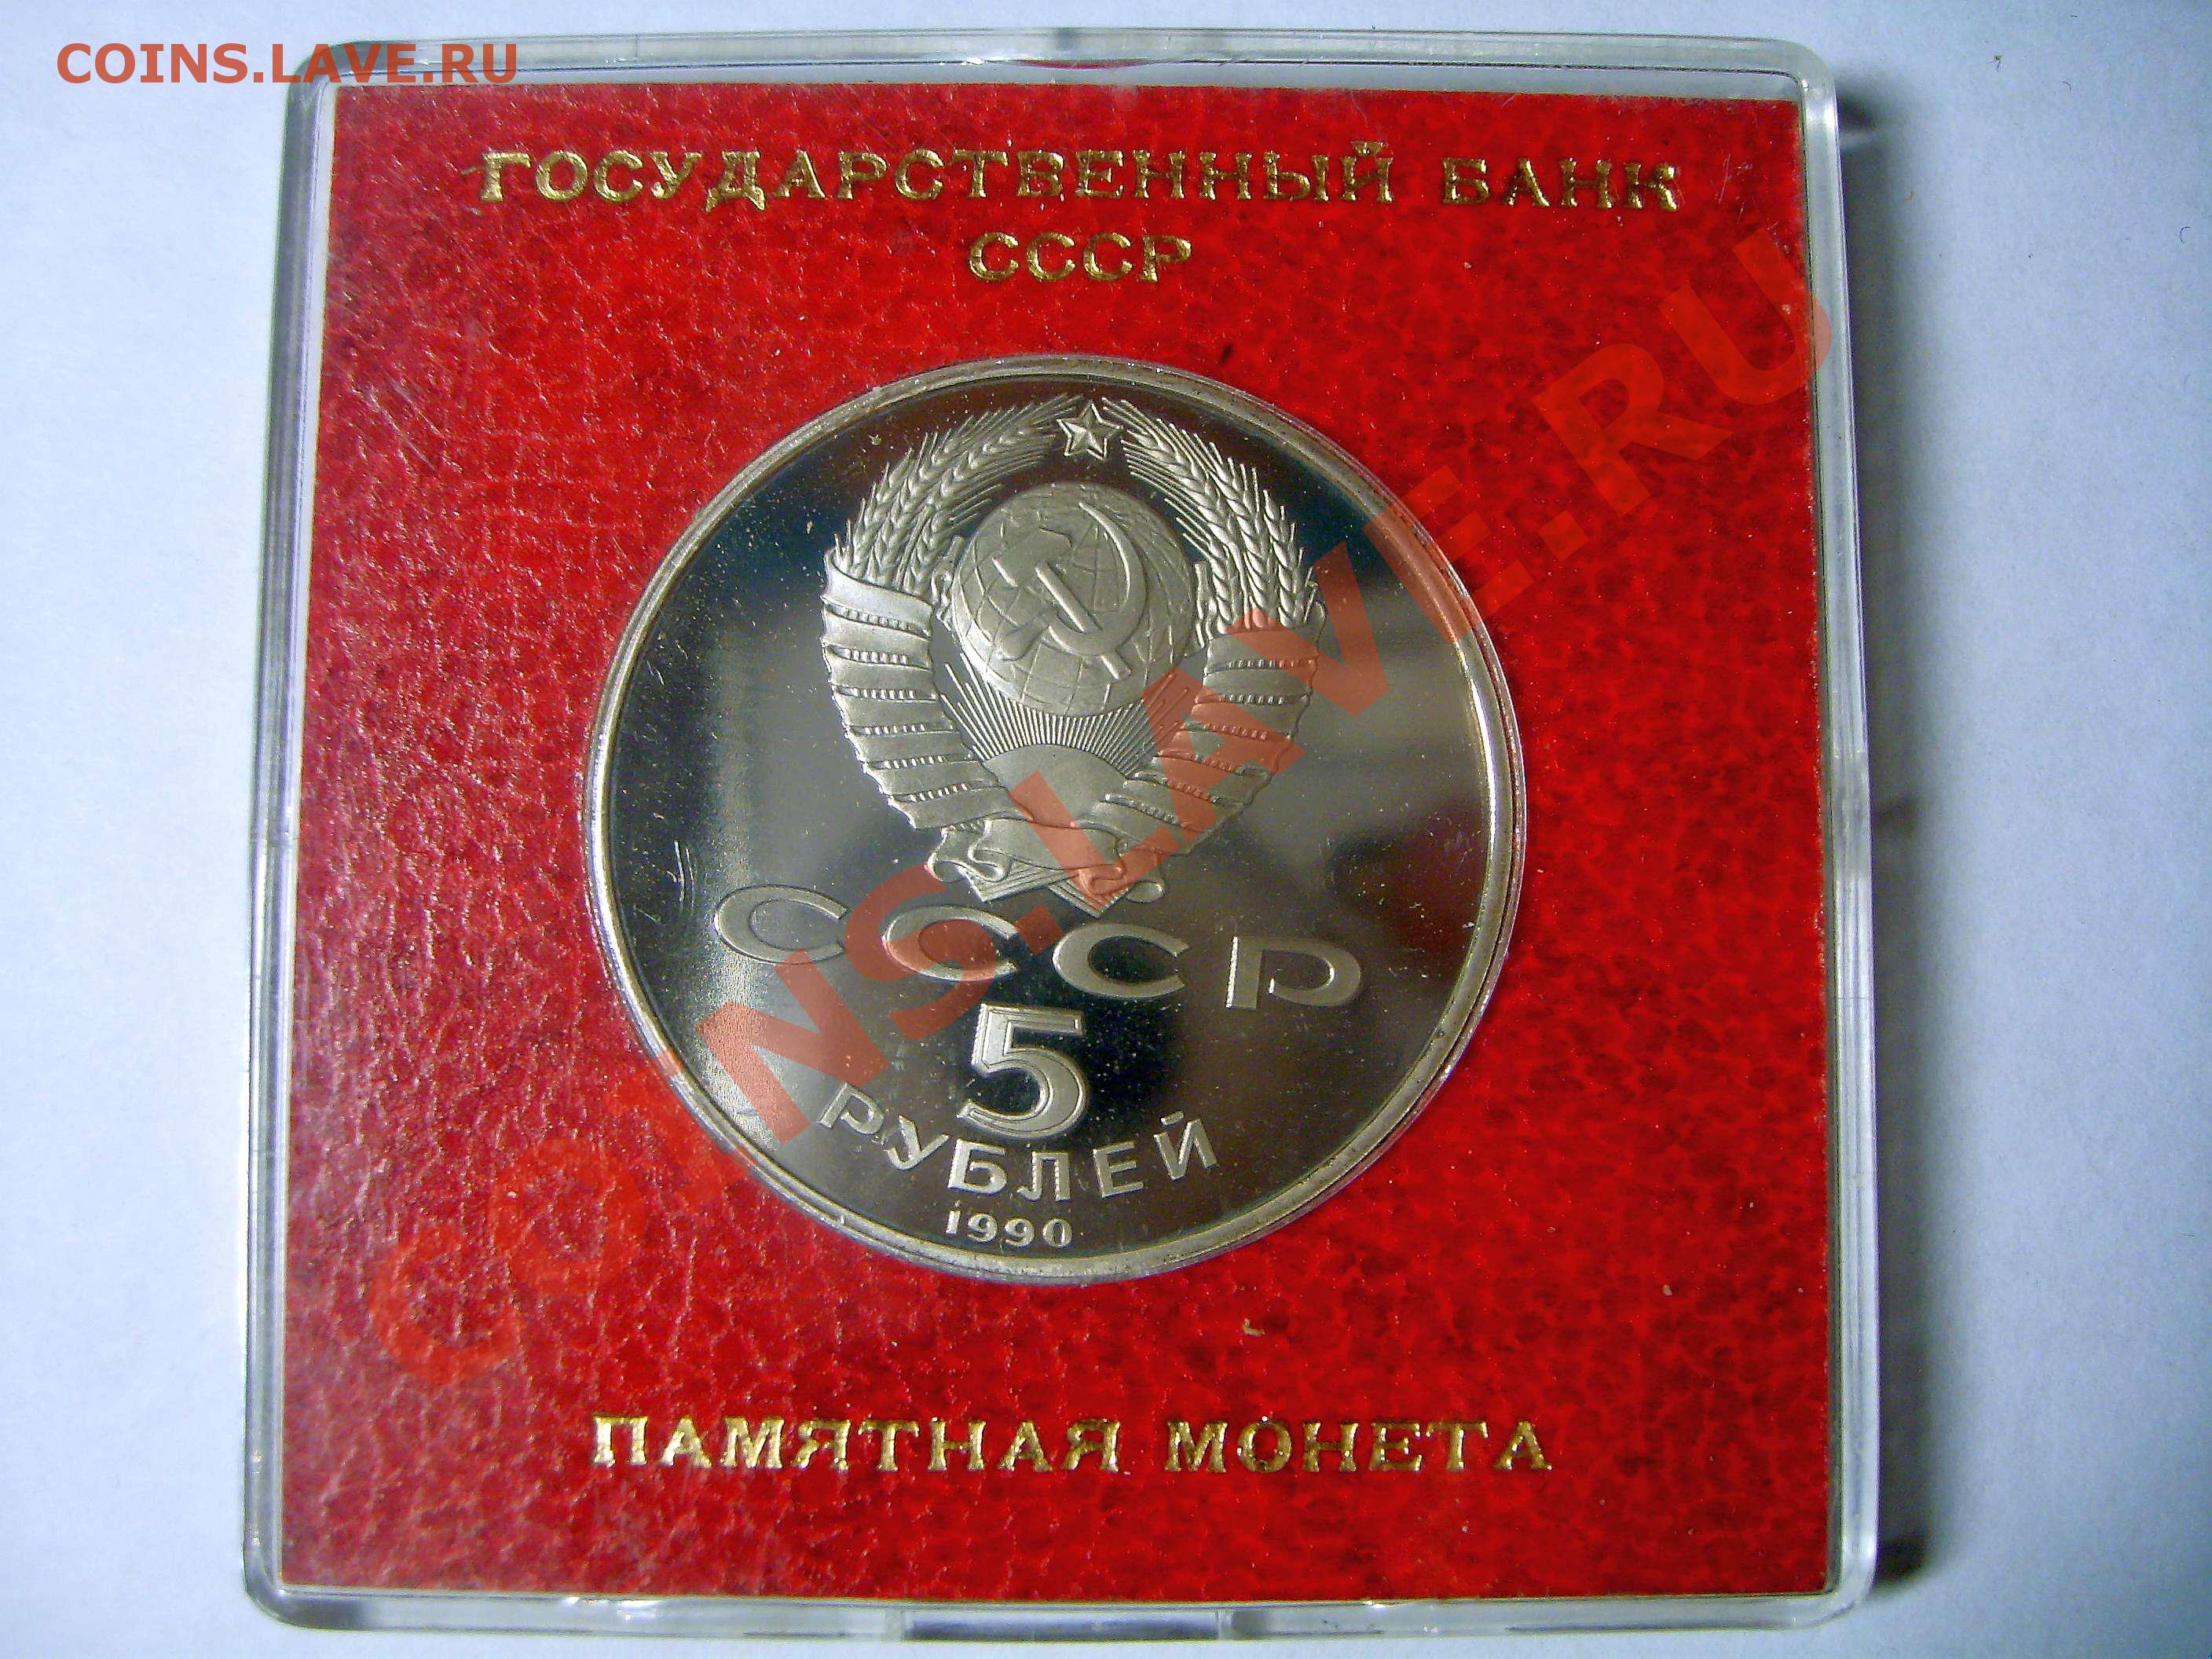 COINS.LAVE.RU
ГОСУДАРСТВЕННЫЙ БАНК
СССР
СССР
5
РУБЛЕЙ
1990
ПАМЯТНАЯ МОНЕТА
COINS.LAVE.RU